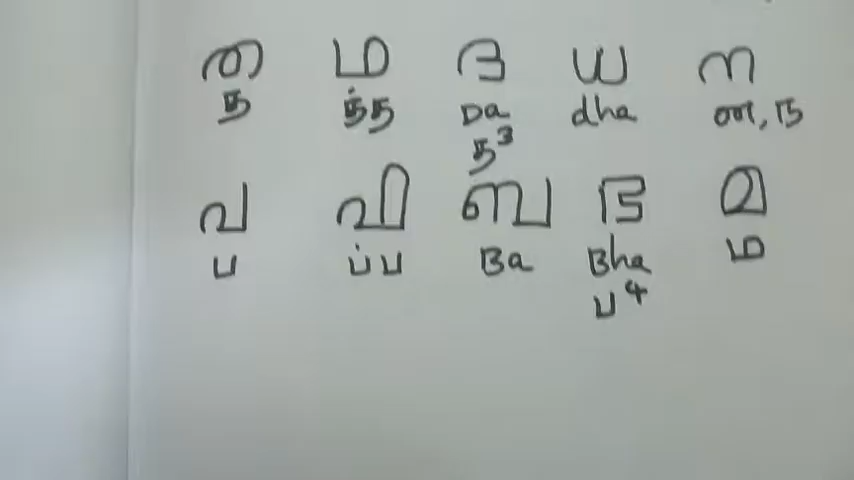 ത ഥ ദ ധ ന
த த்த Da dha ன, ந
த³
പ ഫ ബ ഭ മ
ப ப்ப Ba Bha ம
ப⁴